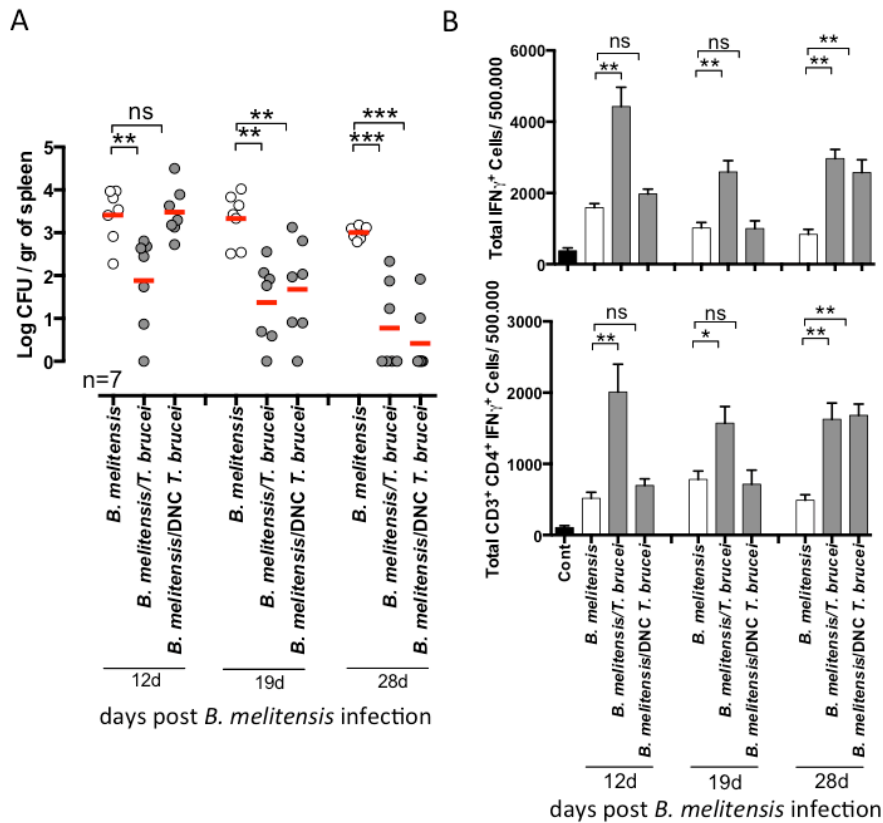 A
Log CFU / gr of spleen
5
4
3
2
1
0
ns
**
**
**
***
***
n=7
B. melitensis
B. melitensis/T. brucei
B. melitensis/DNC T. brucei
B. melitensis
B. melitensis/T. brucei
B. melitensis/DNC T. brucei
B. melitensis
B. melitensis/T. brucei
B. melitensis/DNC T. brucei
12d
19d
28d
days post B. melitensis infection
B
Total IFNγ+ Cells/ 500.000
6000
4000
2000
0
ns
**
ns
**
**
**
Total CD3+ CD4+ IFNγ+ Cells/ 500.000
3000
2000
1000
0
ns
**
ns
*
**
**
Cont
B. melitensis
B. melitensis/T. brucei
B. melitensis/DNC T. brucei
B. melitensis
B. melitensis/T. brucei
B. melitensis/DNC T. brucei
B. melitensis
B. melitensis/T. brucei
B. melitensis/DNC T. brucei
12d
19d
28d
days post B. melitensis infection